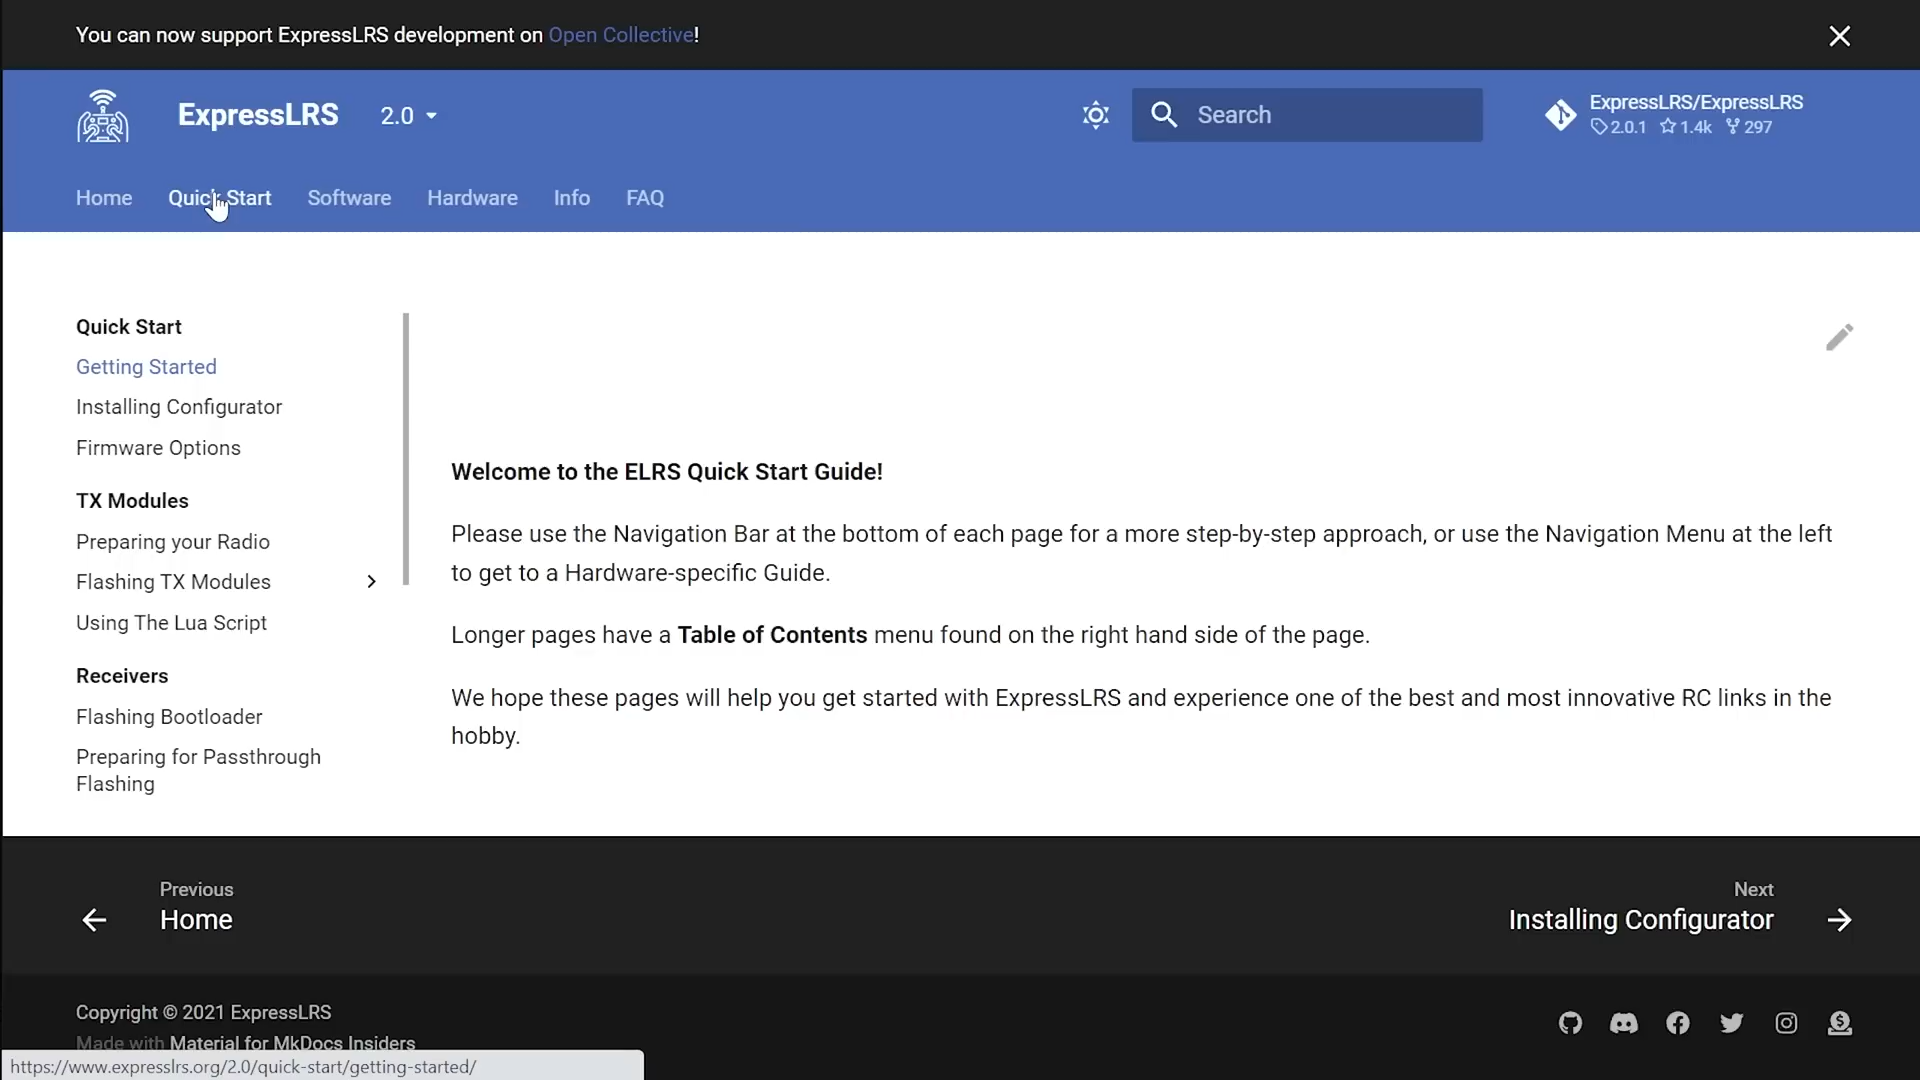 You can now support ExpressLRS development on Open Collective!
ExpressLRS 2.0
Search
ExpressLRS/ExpressLRS
2.0.1 1.4k 297
Home Quick Start Software Hardware Info FAQ
Quick Start
Getting Started
Installing Configurator
Firmware Options
TX Modules
Preparing your Radio
Flashing TX Modules
Using The Lua Script
Receivers
Flashing Bootloader
Preparing for Passthrough
Flashing
Welcome to the ELRS Quick Start Guide!
Please use the Navigation Bar at the bottom of each page for a more step-by-step approach, or use the Navigation Menu at the left
to get to a Hardware-specific Guide.
Longer pages have a Table of Contents menu found on the right hand side of the page.
We hope these pages will help you get started with ExpressLRS and experience one of the best and most innovative RC links in the
hobby.
Previous
Home
Next
Installing Configurator
Copyright © 2021 ExpressLRS
Made with Material for MkDocs Insiders
https://www.expresslrs.org/2.0/quick-start/getting-started/